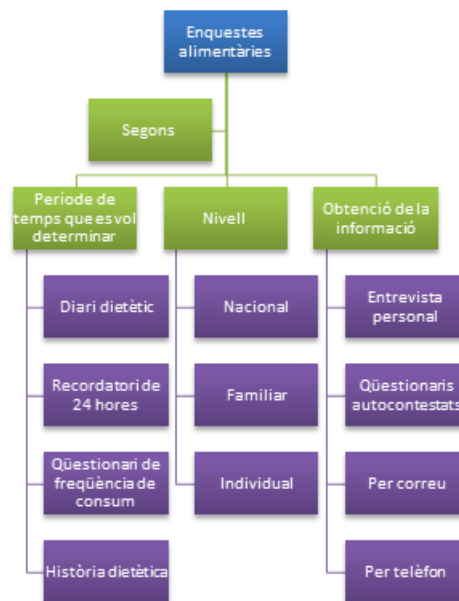 Enquestes
alimentàries
Segons
Període de
temps que es vol
determinar
Nivell
Obtenció de la
informació
Diari dietètic
Recordatori de
24 hores
Qüestionari de
freqüència de
consum
Història dietètica
Nacional
Familiar
Individual
Entrevista
personal
Qüestionaris
autocontestats
Per correu
Per telèfon